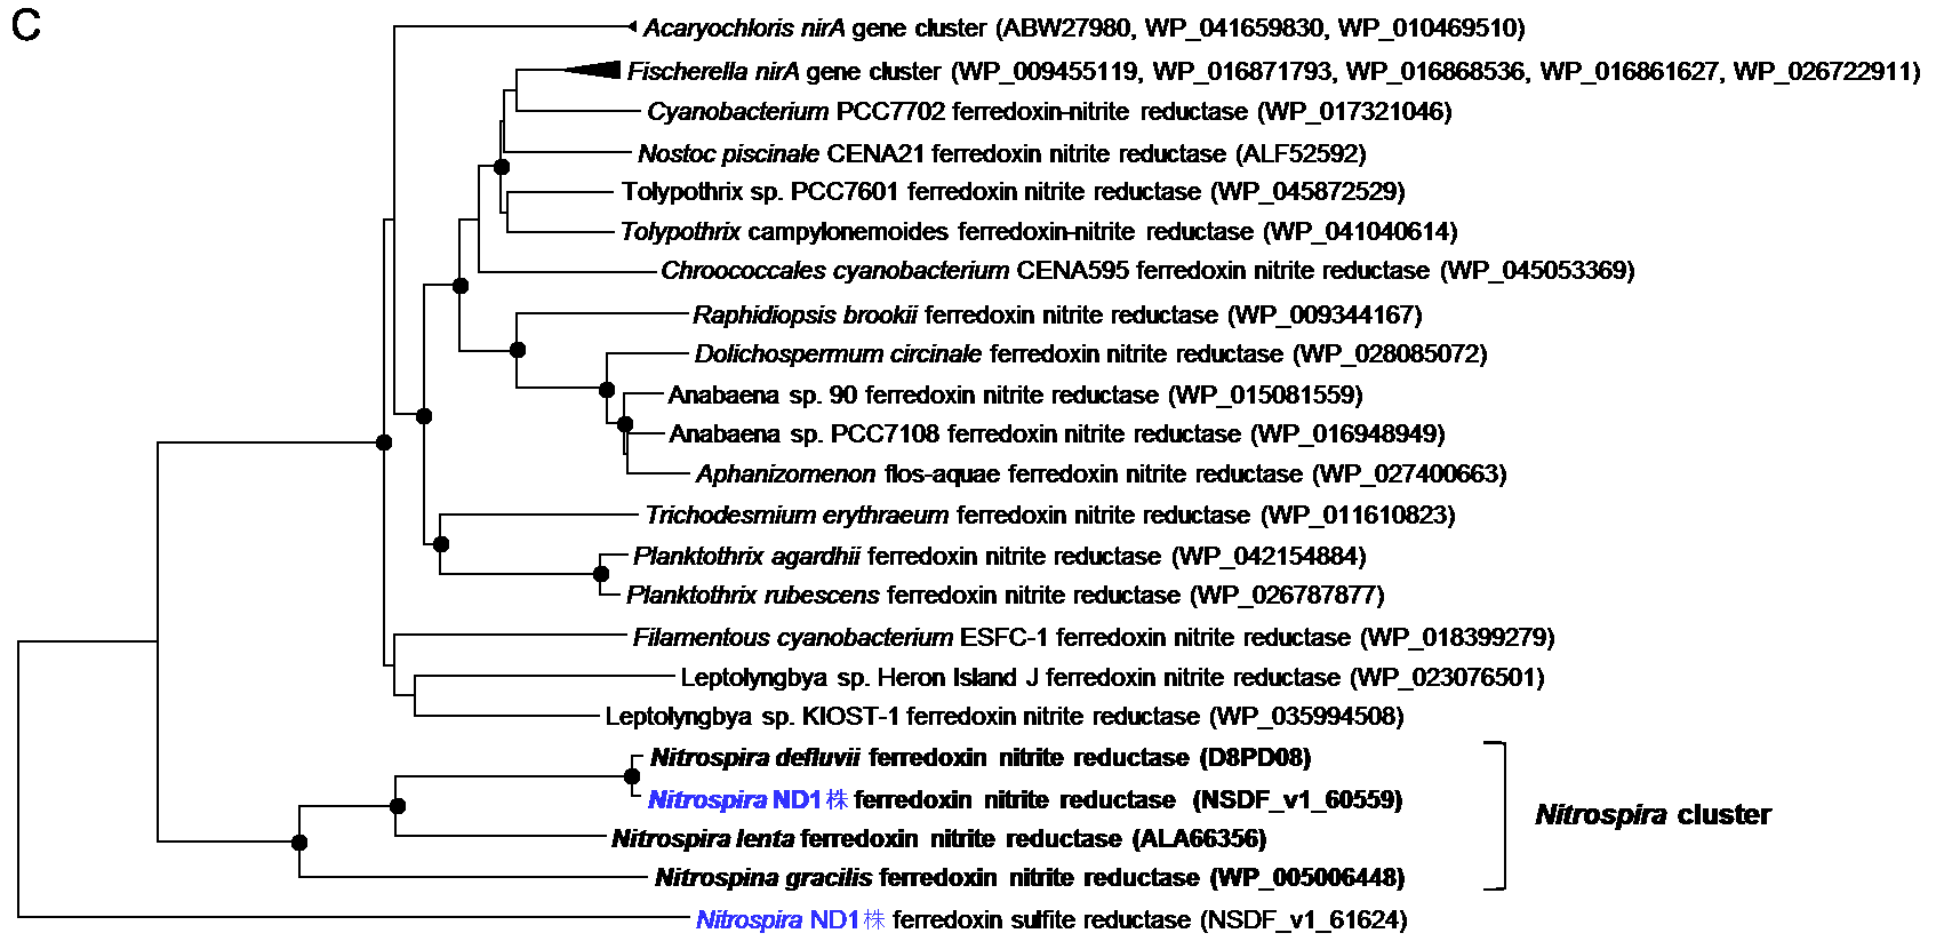 C
Acaryochloris nirA gene cluster (ABW27980, WP_041659830, WP_010469510)
Fischerella nirA gene cluster (WP_009455119, WP_016871793, WP_016868536, WP_016861627, WP_026722911)
Cyanobacterium PCC7702 ferredoxin-nitrite reductase (WP_017321046)
Nostoc piscinale CENA21 ferredoxin nitrite reductase (ALF52592)
Tolypothrix sp. PCC7601 ferredoxin nitrite reductase (WP_045872529)
Tolypothrix campylonemoides ferredoxin-nitrite reductase (WP_041040614)
Chroococcales cyanobacterium CENA595 ferredoxin nitrite reductase (WP_045053369)
Raphidiopsis brookii ferredoxin nitrite reductase (WP_009344167)
Dolichospermum circinale ferredoxin nitrite reductase (WP_028085072)
Anabaena sp. 90 ferredoxin nitrite reductase (WP_015081559)
Anabaena sp. PCC7108 ferredoxin nitrite reductase (WP_016948949)
Aphanizomenon flos-aquae ferredoxin nitrite reductase (WP_027400663)
Trichodesmium erythraeum ferredoxin nitrite reductase (WP_011610823)
Planktothrix agardhii ferredoxin nitrite reductase (WP_042154884)
Planktothrix rubescens ferredoxin nitrite reductase (WP_026787877)
Filamentous cyanobacterium ESFC-1 ferredoxin nitrite reductase (WP_018399279)
Leptolyngbya sp. Heron Island J ferredoxin nitrite reductase (WP_023076501)
Leptolyngbya sp. KIOST-1 ferredoxin nitrite reductase (WP_035994508)
Nitrospira defluvii ferredoxin nitrite reductase (D8PD08)
Nitrospira ND1株 ferredoxin nitrite reductase (NSDF_v1_60559)
Nitrospira cluster
Nitrospira lenta ferredoxin nitrite reductase (ALA66356)
Nitrospina gracilis ferredoxin nitrite reductase (WP_005006448)
Nitrospira ND1株 ferredoxin sulfite reductase (NSDF_v1_61624)